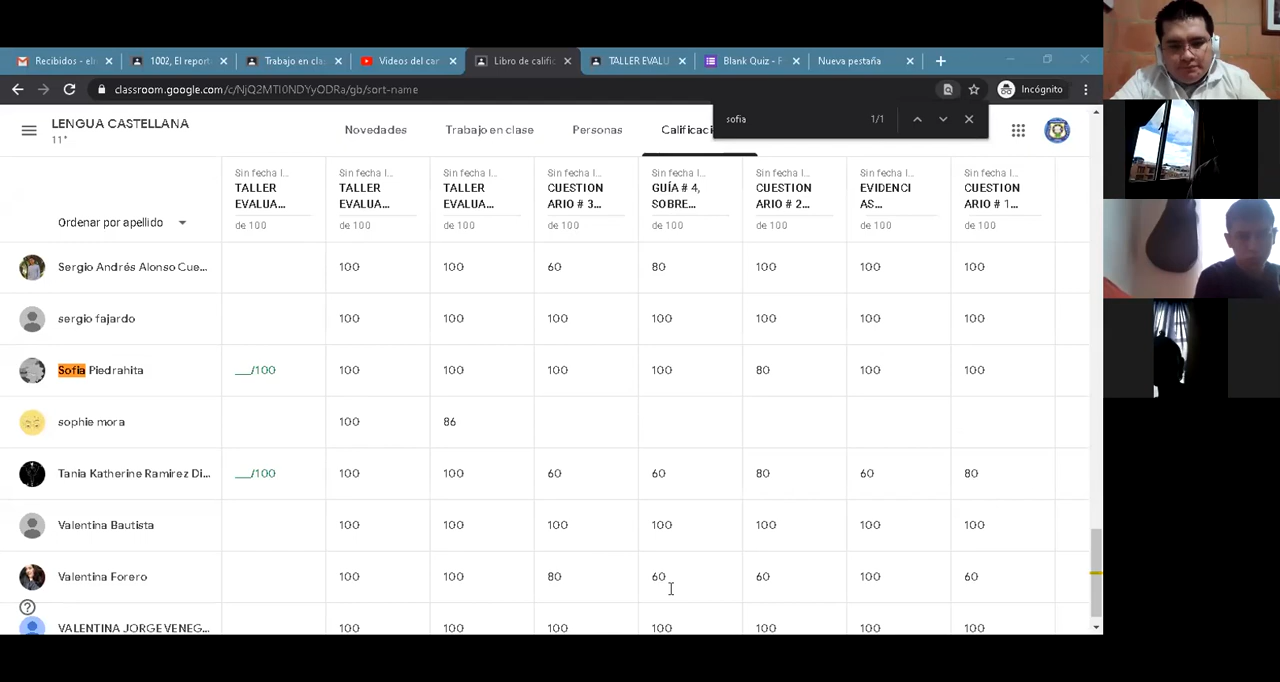 Recibidos - el
1002, El report
Trabajo en clas
Videos del car
Libro de calific
TALLER EVALU
Blank Quiz - F
Nueva pestaña
classroom.google.com/c/NjQ2MTI0NDYyODRa/gb/sort-name
Incógnito
LENGUA CASTELLANA
11°
Novedades
Trabajo en clase
Personas
Calificaci
sofia
1/1
Ordenar por apellido
Sin fecha l... Sin fecha l... Sin fecha l... Sin fecha l... Sin fecha l... Sin fecha l... Sin fecha l... Sin fecha l...
TALLER TALLER TALLER CUESTION GUÍA # 4, CUESTION EVIDENCI CUESTION
EVALUA... EVALUA... EVALUA... ARIO # 3... SOBRE... ARIO # 2... AS... ARIO # 1...
de 100 de 100 de 100 de 100 de 100 de 100 de 100 de 100
Sergio Andrés Alonso Cue... 100 100 60 80 100 100 100
sergio fajardo 100 100 100 100 100 100 100
Sofia Piedrahita __/100 100 100 100 100 80 100 100
sophie mora 100 86
Tania Katherine Ramirez Di... __/100 100 100 60 60 80 60 80
Valentina Bautista 100 100 100 100 100 100 100
Valentina Forero 100 100 80 60 60 100 60
VALENTINA JORGE VENEG... 100 100 100 100 100 100 100